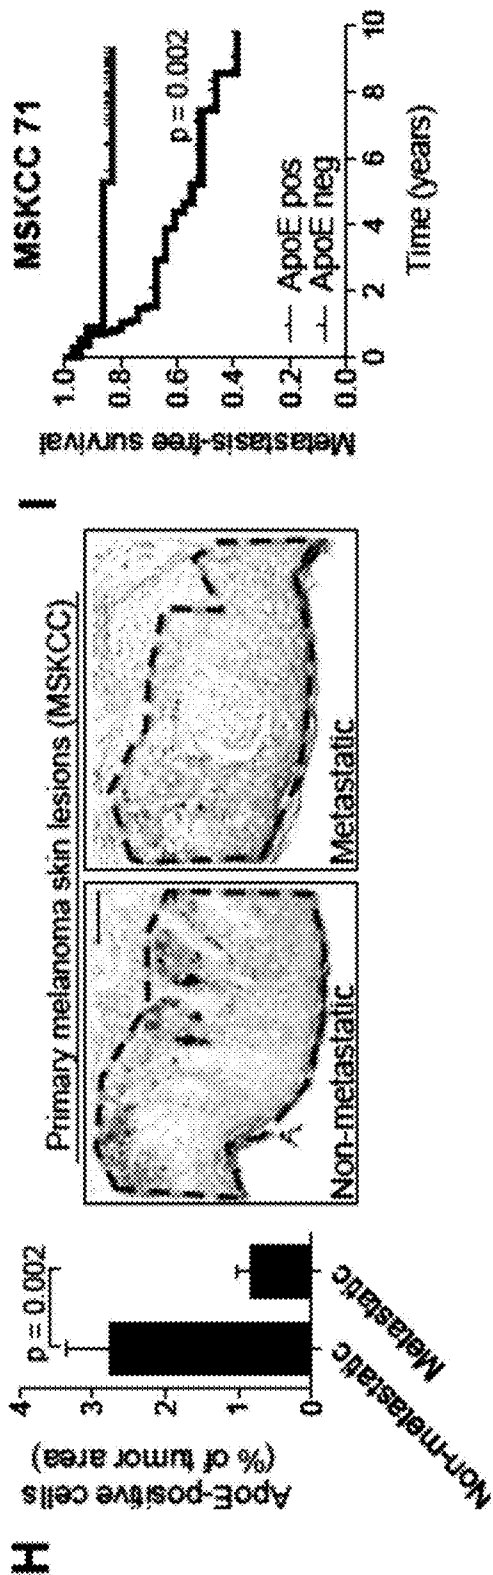 H
ApoE-positive cells
(% of tumor area)
4
3
2
1
0
p = 0.002
Non-metastatic
Metastatic
Primary melanoma skin lesions (MSKCC)
Non-metastatic
Metastatic
I
MSKCC 71
Metastasis-free survival
1.0
0.8
0.6
0.4
0.2
0.0
p = 0.002
ApoE pos
ApoE neg
0 2 4 6 8 10
Time (years)